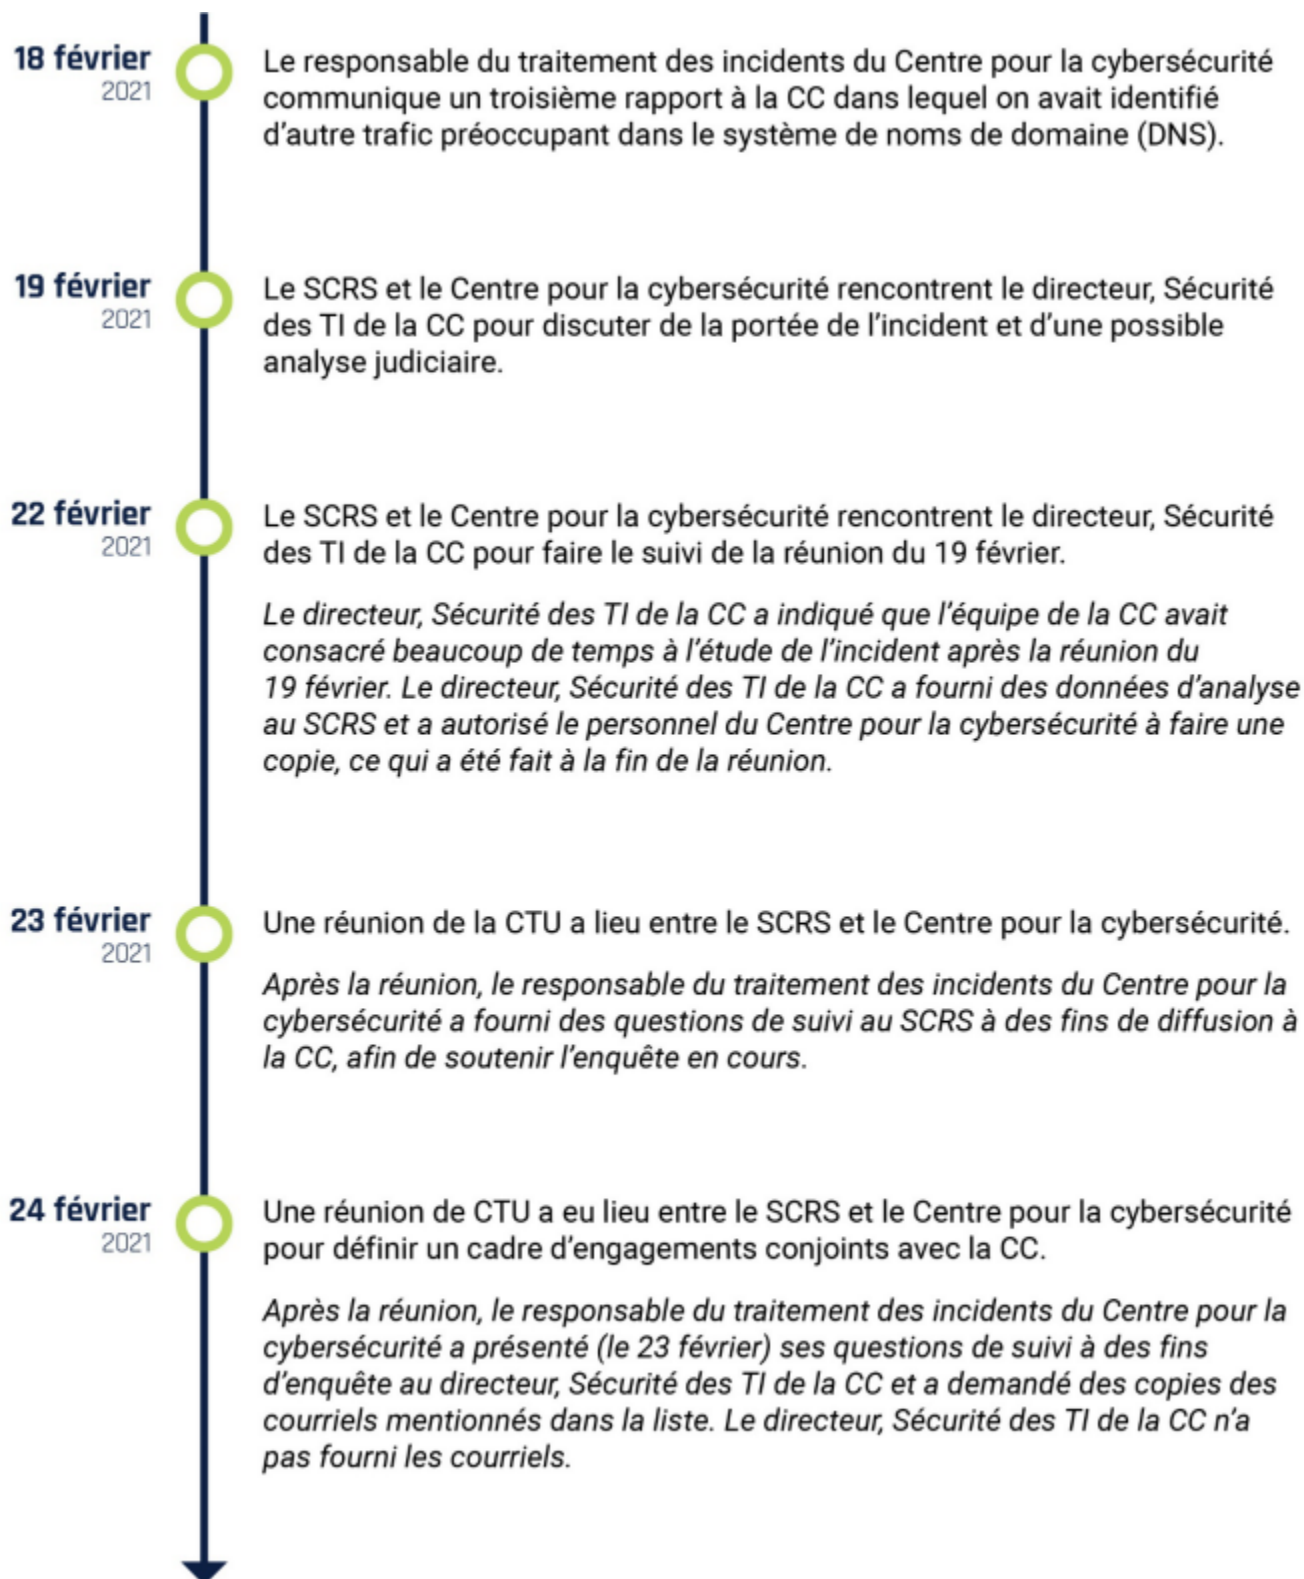 18 février
2021
Le responsable du traitement des incidents du Centre pour la cybersécurité
communique un troisième rapport à la CC dans lequel on avait identifié
d'autre trafic préoccupant dans le système de noms de domaine (DNS).
19 février
2021
Le SCRS et le Centre pour la cybersécurité rencontrent le directeur, Sécurité
des TI de la CC pour discuter de la portée de l'incident et d'une possible
analyse judiciaire.
22 février
2021
Le SCRS et le Centre pour la cybersécurité rencontrent le directeur, Sécurité
des TI de la CC pour faire le suivi de la réunion du 19 février.
Le directeur, Sécurité des TI de la CC a indiqué que l'équipe de la CC avait
consacré beaucoup de temps à l'étude de l'incident après la réunion du
19 février. Le directeur, Sécurité des TI de la CC a fourni des données d'analyse
au SCRS et a autorisé le personnel du Centre pour la cybersécurité à faire une
copie, ce qui a été fait à la fin de la réunion.
23 février
2021
Une réunion de la CTU a lieu entre le SCRS et le Centre pour la cybersécurité.
Après la réunion, le responsable du traitement des incidents du Centre pour la
cybersécurité a fourni des questions de suivi au SCRS à des fins de diffusion à
la CC, afin de soutenir l'enquête en cours.
24 février
2021
Une réunion de CTU a eu lieu entre le SCRS et le Centre pour la cybersécurité
pour définir un cadre d'engagements conjoints avec la CC.
Après la réunion, le responsable du traitement des incidents du Centre pour la
cybersécurité a présenté (le 23 février) ses questions de suivi à des fins
d'enquête au directeur, Sécurité des TI de la CC et a demandé des copies des
courriels mentionnés dans la liste. Le directeur, Sécurité des TI de la CC n'a
pas fourni les courriels.